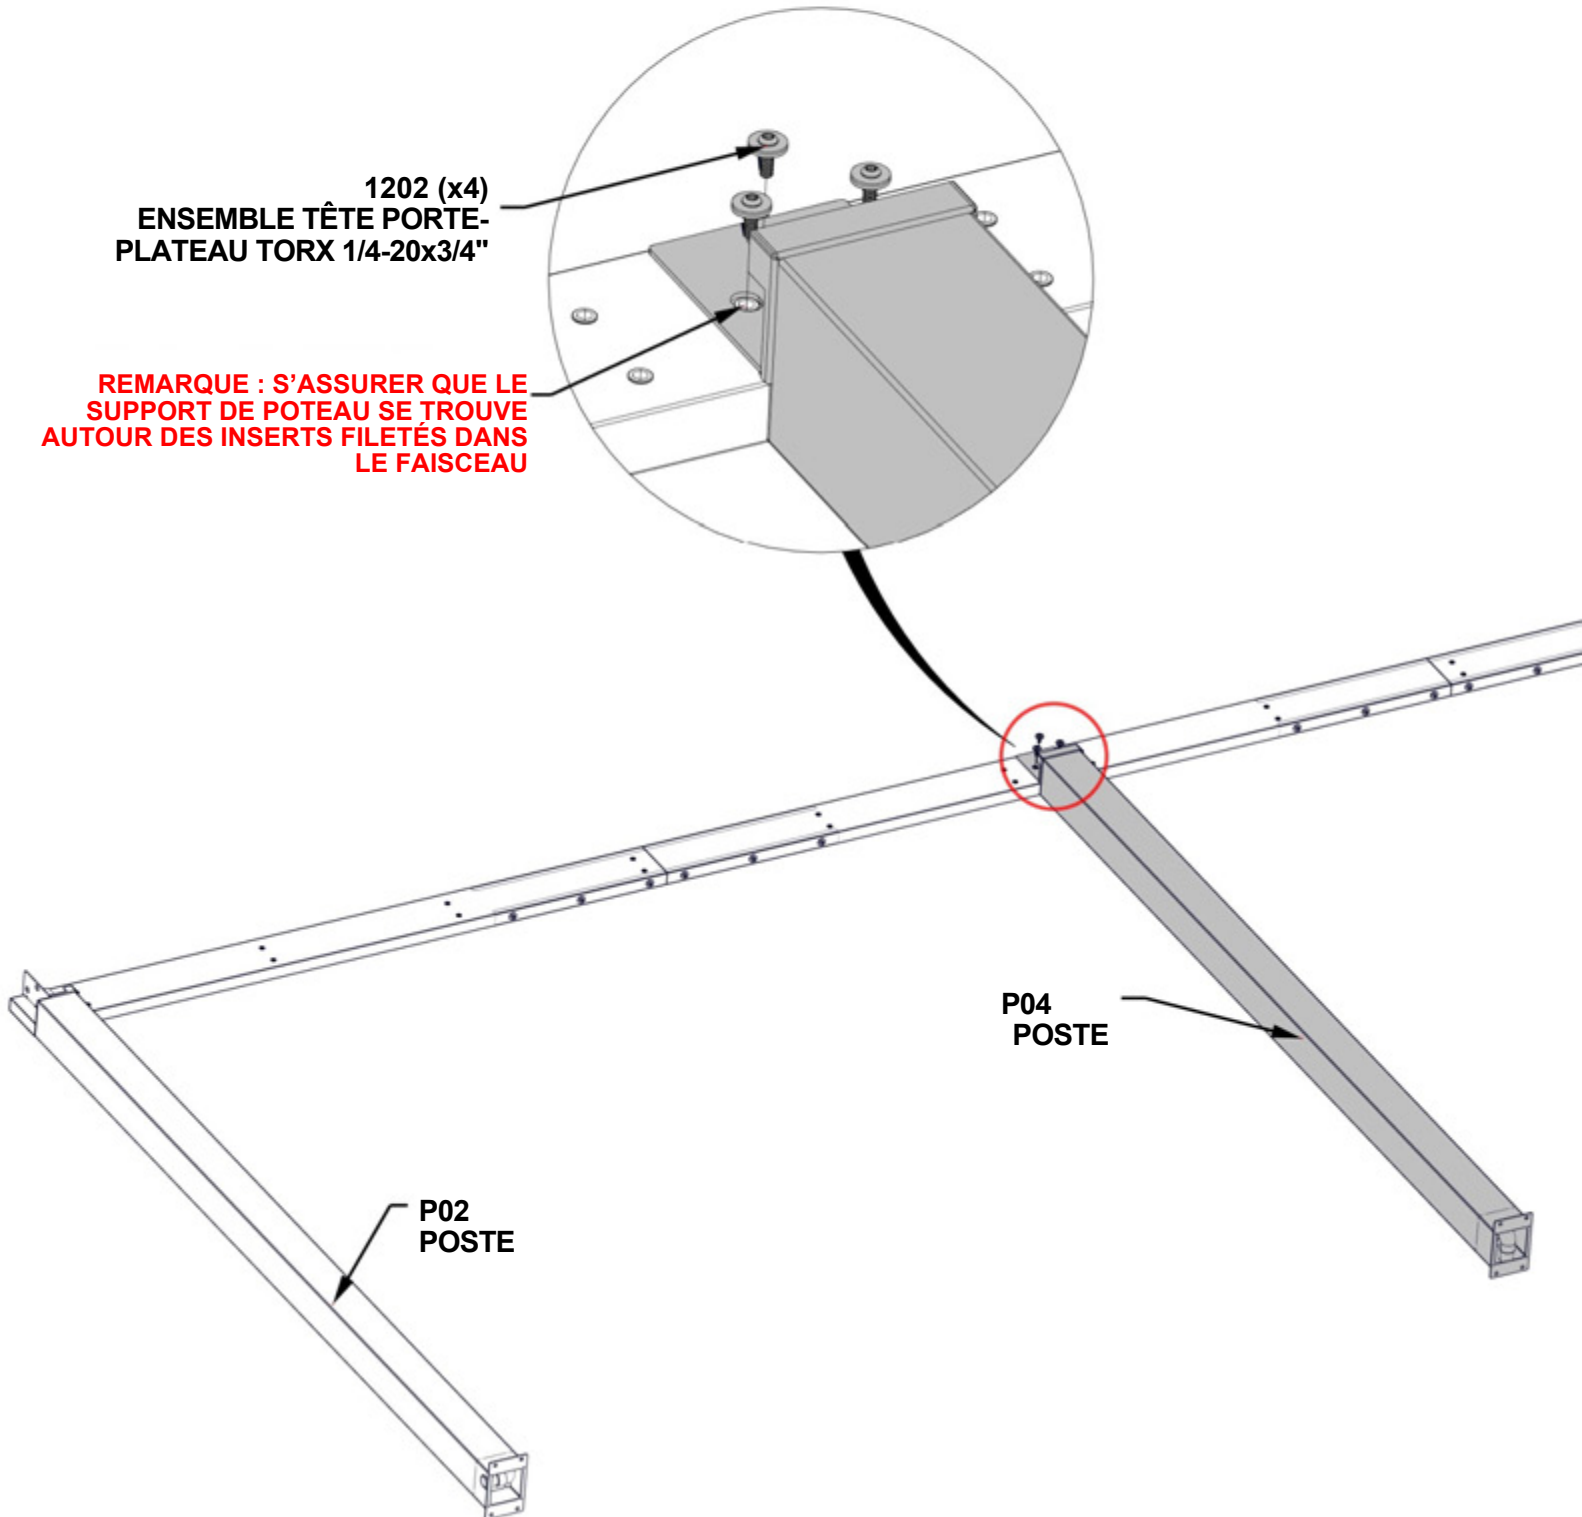 1202 (x4)
ENSEMBLE TÊTE PORTE-
PLATEAU TORX 1/4-20x3/4"
REMARQUE : S’ASSURER QUE LE
SUPPORT DE POTEAU SE TROUVE
AUTOUR DES INSERTS FILETÉS DANS
LE FAISCEAU
P04
POSTE
P02
POSTE